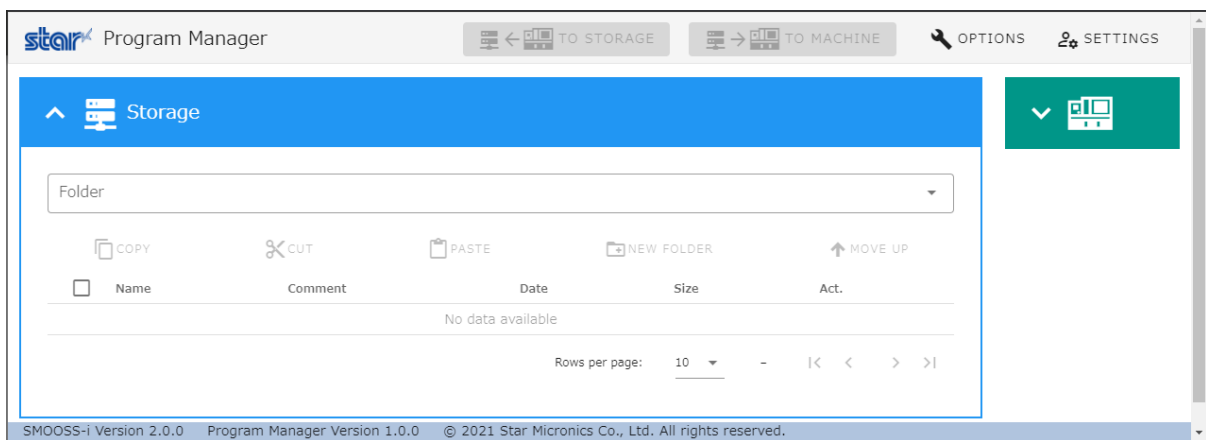 star Program Manager TO STORAGE TO MACHINE OPTIONS SETTINGS
Storage
Folder
COPY CUT PASTE NEW FOLDER MOVE UP
Name Comment Date Size Act.
No data available
Rows per page: 10 –
SMOOSS-i Version 2.0.0 Program Manager Version 1.0.0 © 2021 Star Micronics Co., Ltd. All rights reserved.